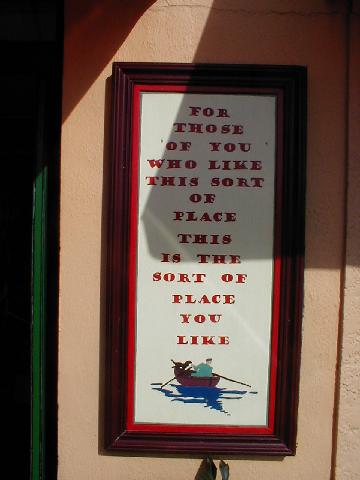 FOR
THOSE
OF YOU
WHO LIKE
THIS SORT
OF
PLACE
THIS
IS THE
SORT OF
PLACE
YOU
LIKE